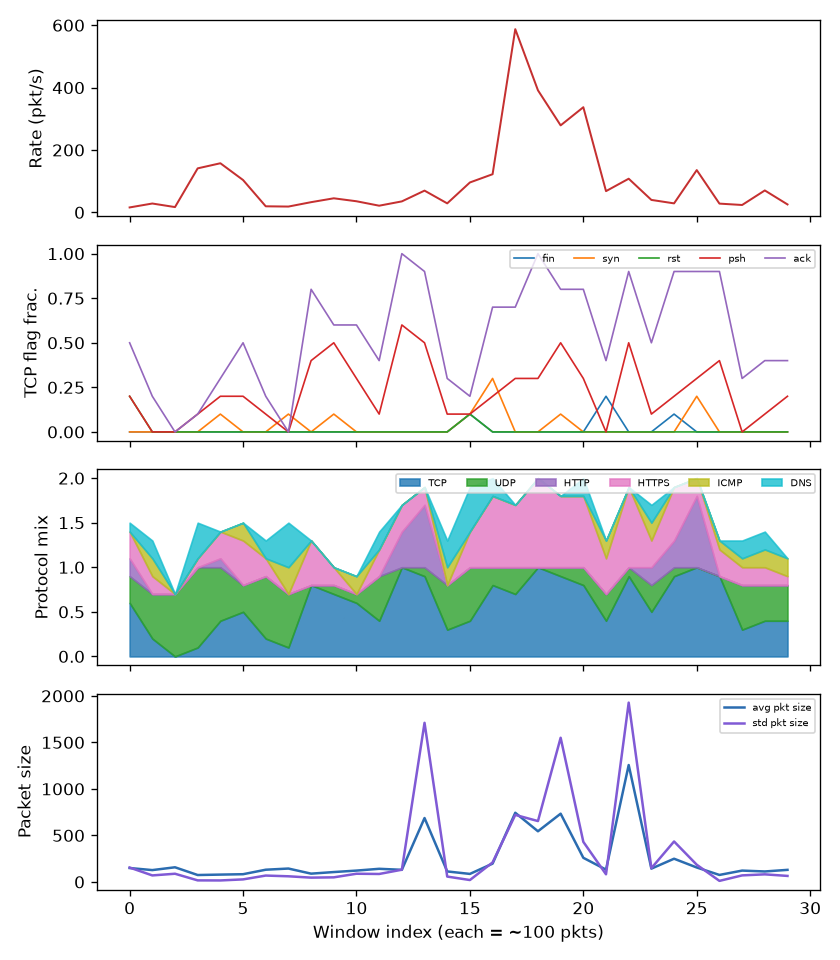 600
400
200
0
Rate (pkt/s)
1.00
0.75
0.50
0.25
0.00
TCP flag frac.
fin syn rst psh ack
2.0
1.5
1.0
0.5
0.0
Protocol mix
TCP UDP HTTP HTTPS ICMP DNS
2000
1500
1000
500
0
Packet size
avg pkt size
std pkt size
0 5 10 15 20 25 30
Window index (each = ~100 pkts)